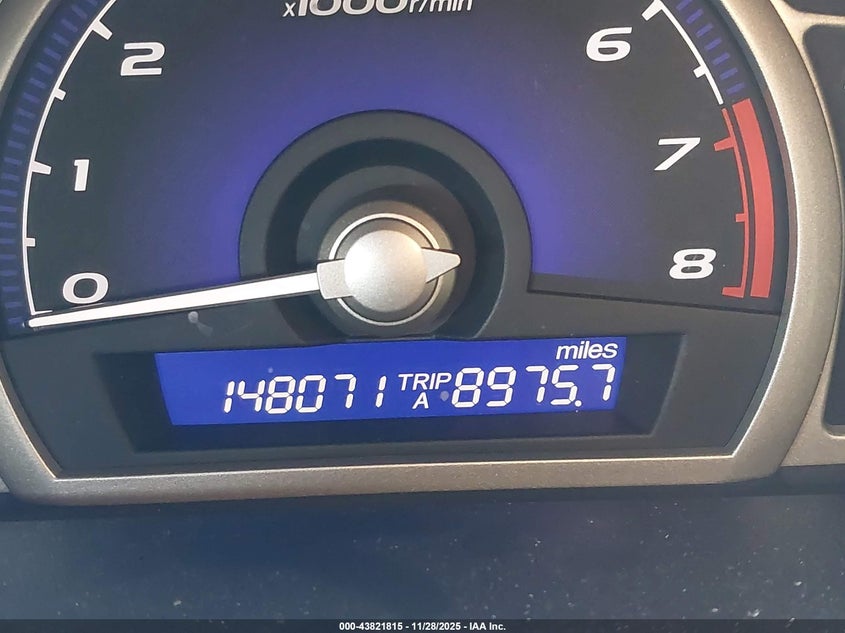 x1000r/min
2
6
1
7
0
8
miles
148071 TRIP A 8975.7
000-43821815 - 11/28/2025 - IAA Inc.